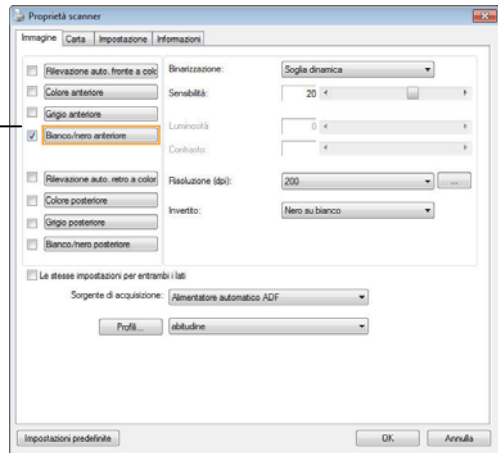 Proprietà scanner
Immagine Carta Impostazione Informazioni
Rilevazione auto. fronte a colo
Colore anteriore
Grigio anteriore
Bianco/nero anteriore
Rilevazione auto. retro a color
Colore posteriore
Grigio posteriore
Bianco/nero posteriore
Binarizzazione: Soglia dinamica
Sensibilità: 20
Luminosità 0
Contrasto:
Risoluzione (dpi): 200 ...
Invertito: Nero su bianco
Le stesse impostazioni per entrambi i lati
Sorgente di acquisizione: Alimentatore automatico ADF
Profili... abitudine
Impostazioni predefinite OK Annulla